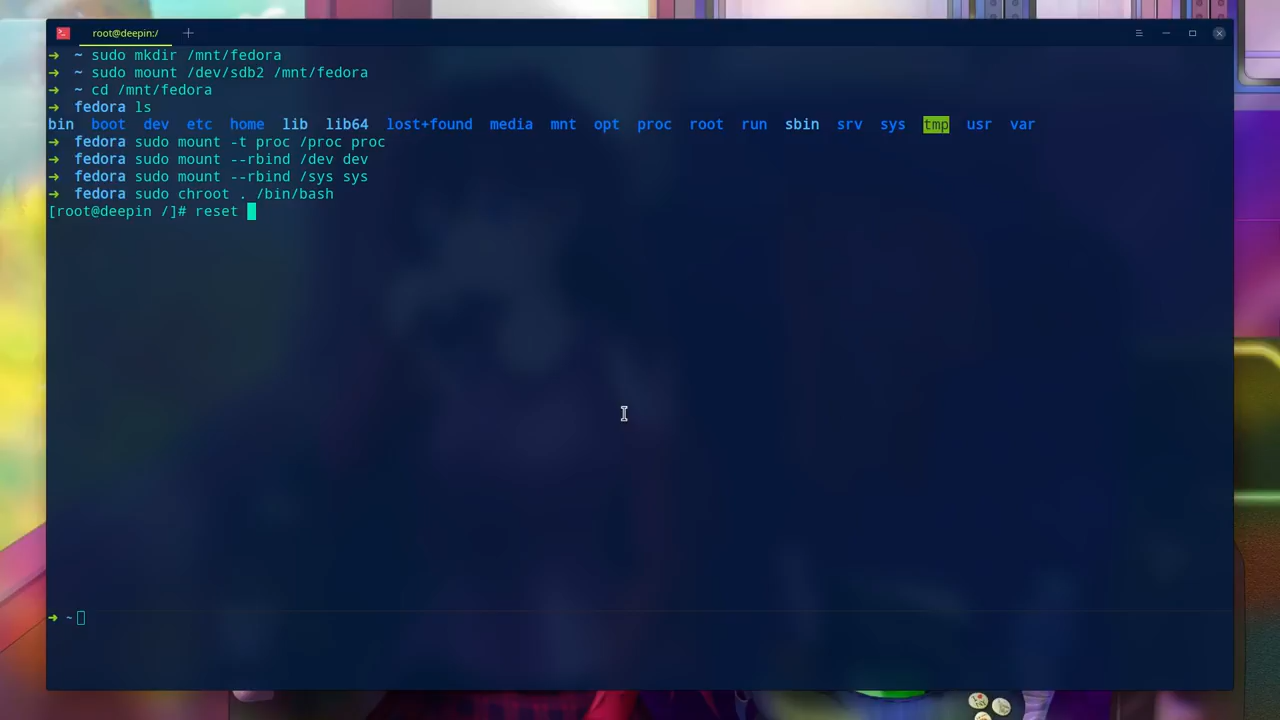 root@deepin:/
➜ ~ sudo mkdir /mnt/fedora
➜ ~ sudo mount /dev/sdb2 /mnt/fedora
➜ ~ cd /mnt/fedora
➜ fedora ls
bin boot dev etc home lib lib64 lost+found media mnt opt proc root run sbin srv sys tmp usr var
➜ fedora sudo mount -t proc /proc proc
➜ fedora sudo mount --rbind /dev dev
➜ fedora sudo mount --rbind /sys sys
➜ fedora sudo chroot . /bin/bash
[root@deepin /]# reset
➜ ~